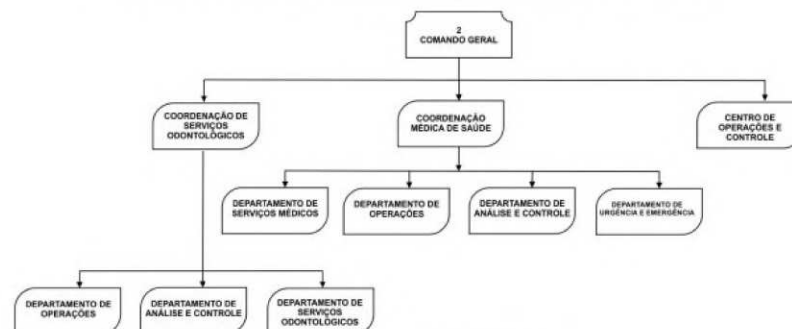 2
COMANDO GERAL
COORDENAÇÃO DE
SERVIÇOS
ODONTOLÓGICOS
COORDENAÇÃO
MÉDICA DE SAÚDE
CENTRO DE
OPERAÇÕES E
CONTROLE
DEPARTAMENTO DE
SERVIÇOS MÉDICOS
DEPARTAMENTO DE
OPERAÇÕES
DEPARTAMENTO DE
ANÁLISE E CONTROLE
DEPARTAMENTO DE
URGÊNCIA E EMERGÊNCIA
DEPARTAMENTO DE
OPERAÇÕES
DEPARTAMENTO DE
ANÁLISE E CONTROLE
DEPARTAMENTO DE
SERVIÇOS
ODONTOLÓGICOS